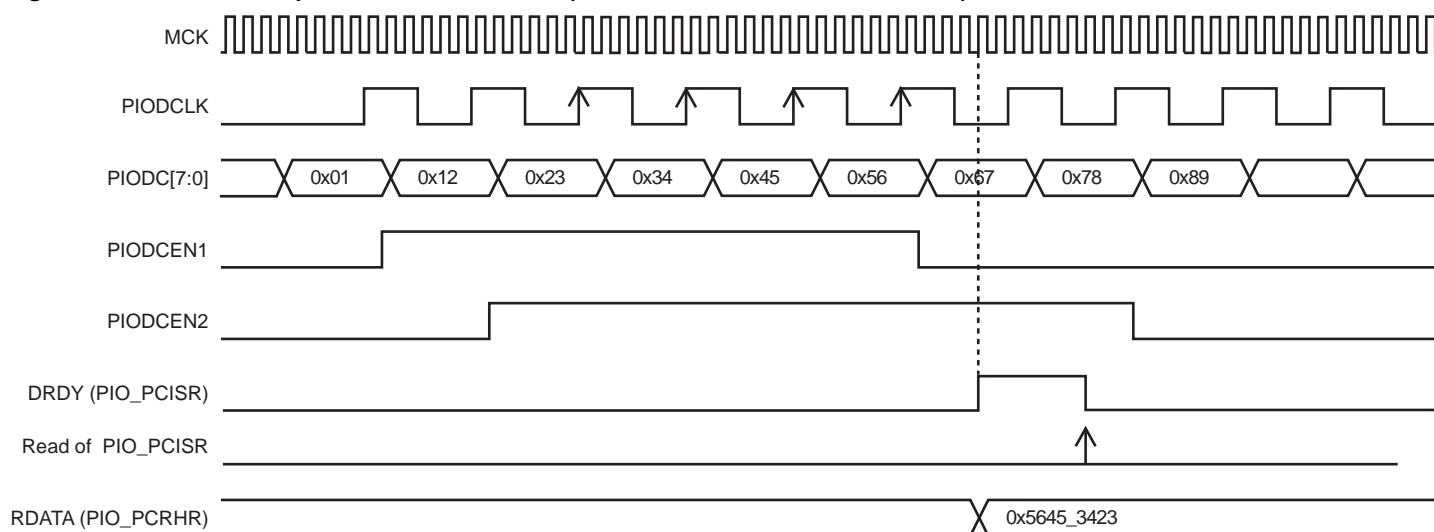 MCK
PIODCLK
PIODC[7:0] 0x01 0x12 0x23 0x34 0x45 0x56 0x67 0x78 0x89
PIODCEN1
PIODCEN2
DRDY (PIO_PCISR)
Read of PIO_PCISR
RDATA (PIO_PCRHR) 0x5645_3423